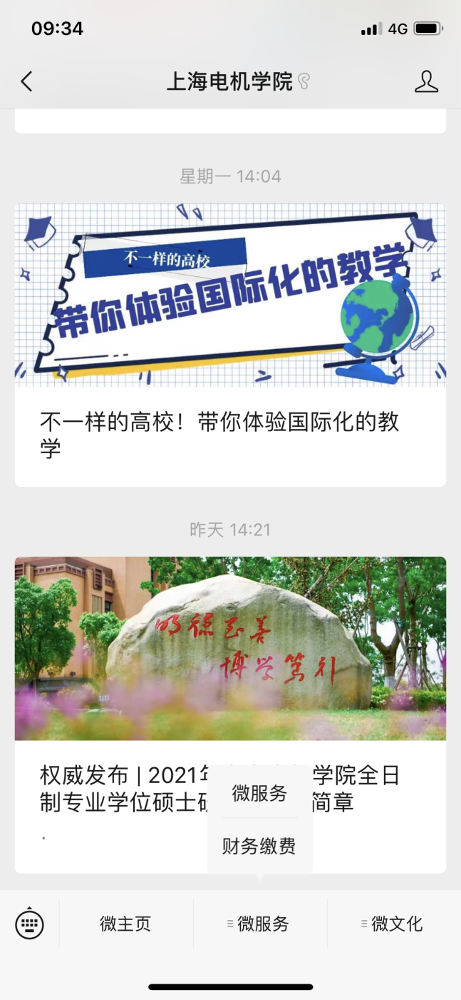 09:34
4G
上海电机学院
星期一 14:04
不一样的高校
带你体验国际化的教学
不一样的高校！带你体验国际化的教
学
昨天 14:21
明德至善
博学笃行
权威发布 | 2021年 学院全日
制专业学位硕士 简章
.
微服务
财务缴费
微主页
微服务
微文化